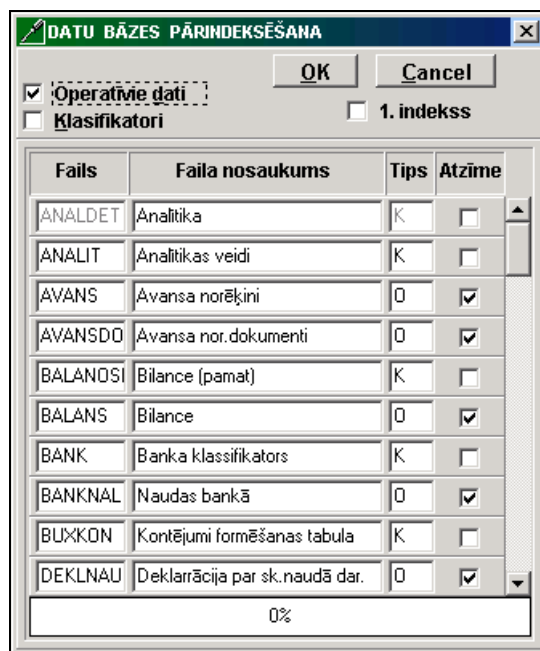 DATU BĀZES PĀRINDEKSĒŠANA
OK Cancel
Operatīvie dati
1. indekss
Klasifikatori
Fails Faila nosaukums Tips Atzīme
ANALDET Analītika K
ANALIT Analītikas veidi K
AVANS Avansa norēķini O
AVANSDO Avansa nor.dokumenti O
BALANOSI Bilance (pamat) K
BALANS Bilance O
BANK Banka klassifikators K
BANKNAL Naudas bankā O
BUXKON Kontējumi formēšanas tabula K
DEKLNAU Deklarrācija par sk.naudā dar. O
0%